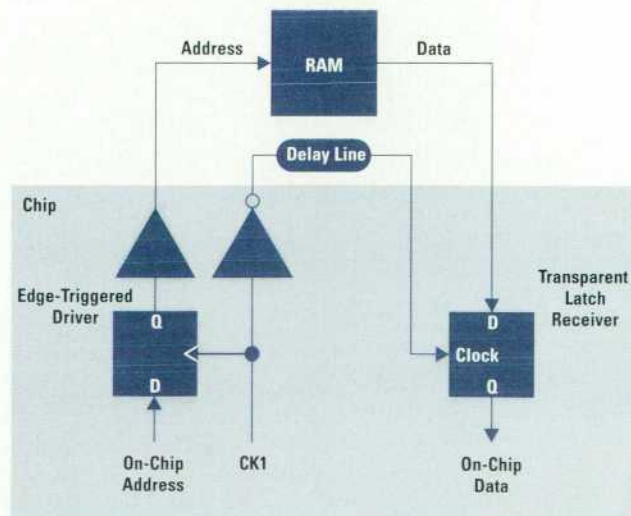 Address
RAM
Data
Delay Line
Chip
Edge-Triggered
Driver
Transparent
Latch
Receiver
Q
D
D
Clock
Q
On-Chip
Address
CK1
On-Chip
Data